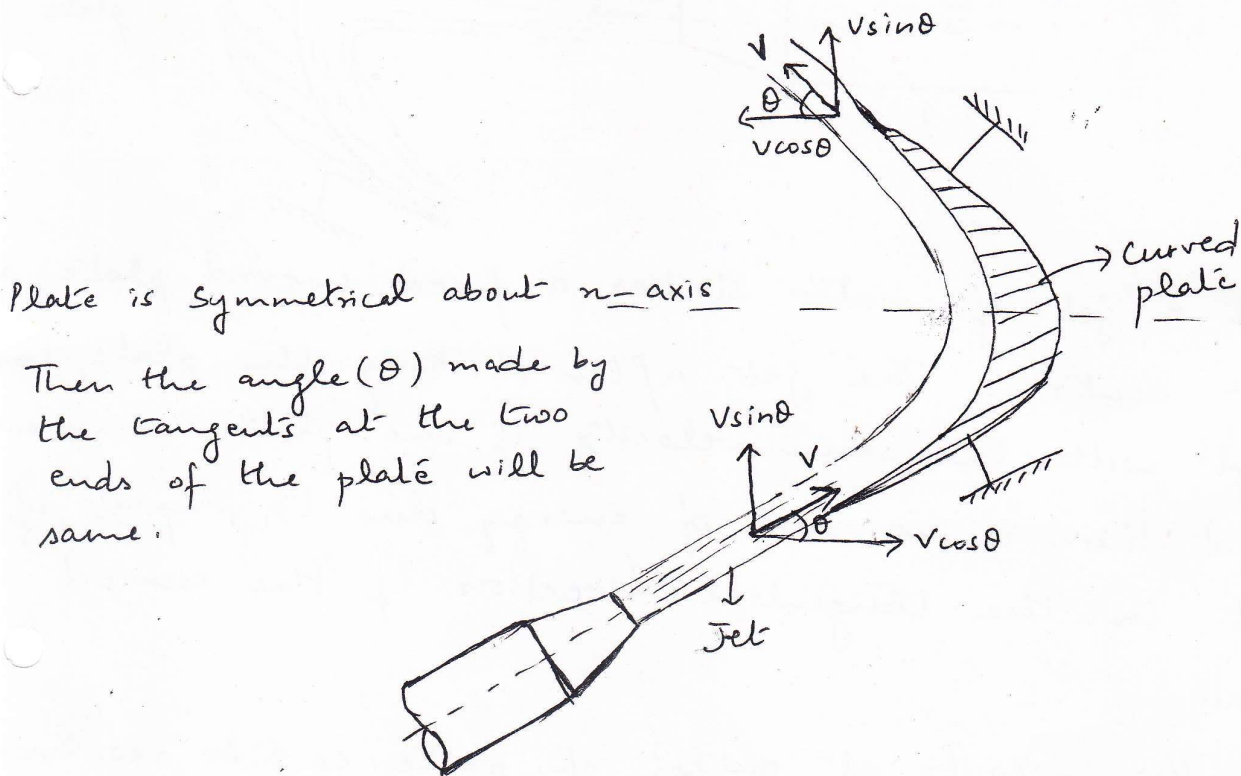 Vsinθ
V
θ
Vcosθ
Curved
plate
Plate is symmetrical about x-axis
Then the angle (θ) made by
the tangents at the two
ends of the plate will be
same.
Vsinθ
V
θ
Vcosθ
Jet